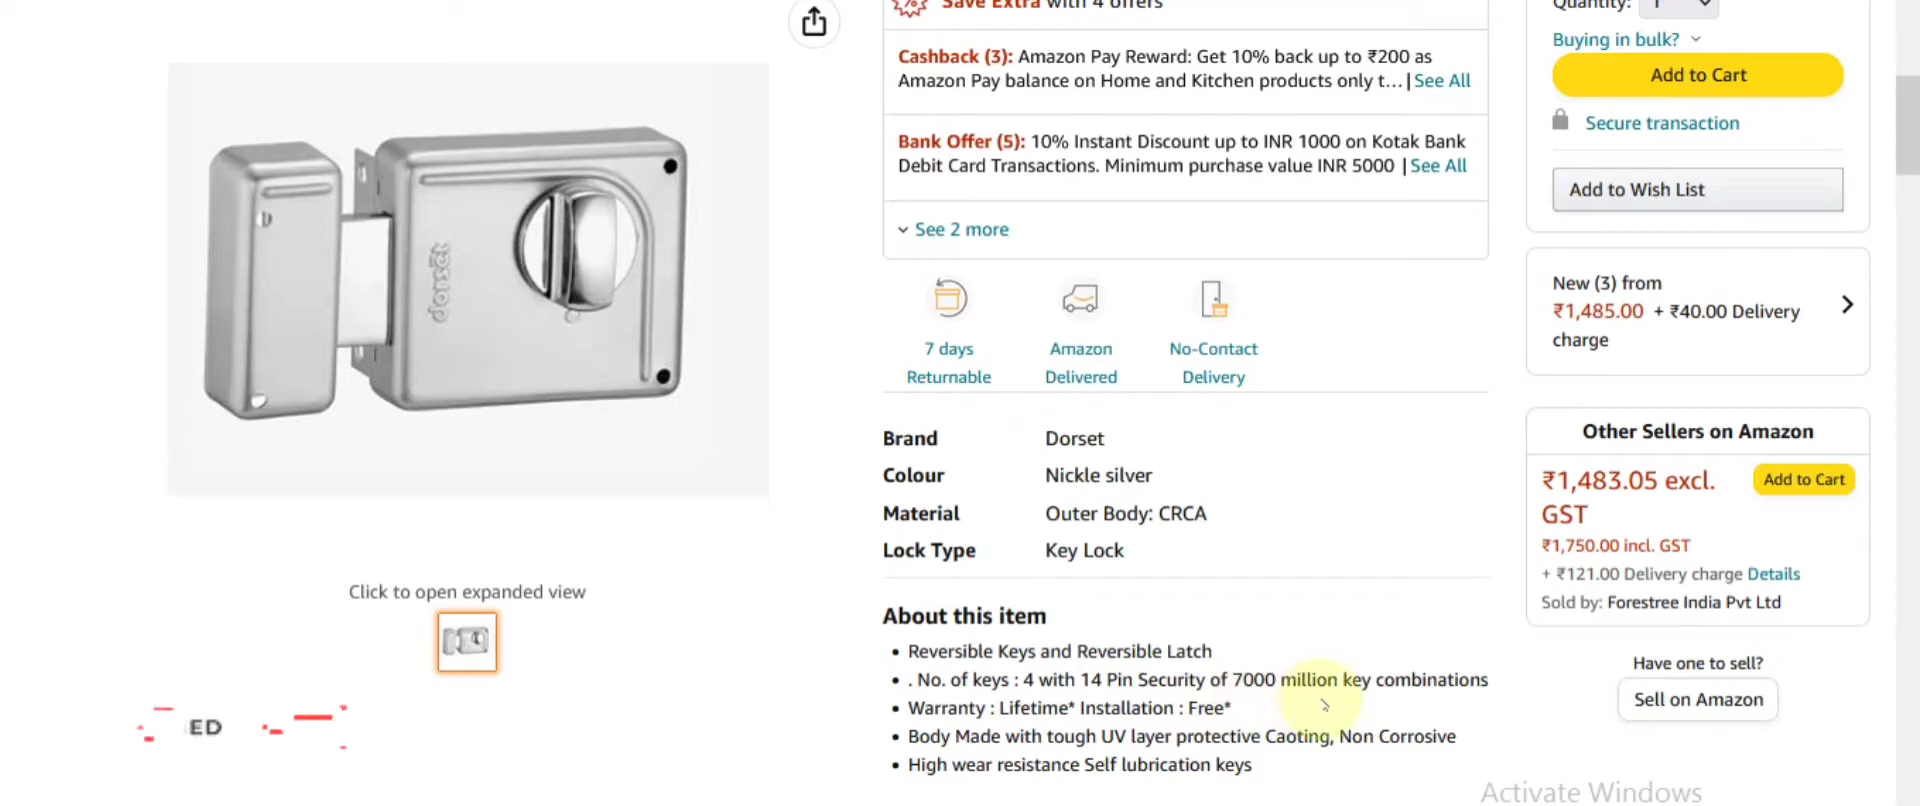 Save Extra with 4 offers
Cashback (3): Amazon Pay Reward: Get 10% back up to ₹200 as
Amazon Pay balance on Home and Kitchen products only t... | See All
Bank Offer (5): 10% Instant Discount up to INR 1000 on Kotak Bank
Debit Card Transactions. Minimum purchase value INR 5000 | See All
See 2 more
7 days
Returnable
Amazon
Delivered
No-Contact
Delivery
Brand Dorset
Colour Nickle silver
Material Outer Body: CRCA
Lock Type Key Lock
About this item
• Reversible Keys and Reversible Latch
• . No. of keys : 4 with 14 Pin Security of 7000 million key combinations
• Warranty : Lifetime* Installation : Free*
• Body Made with tough UV layer protective Caoting, Non Corrosive
• High wear resistance Self lubrication keys
dorset
Click to open expanded view
ED
Quantity: 1
Buying in bulk?
Add to Cart
Secure transaction
Add to Wish List
New (3) from
₹1,485.00 + ₹40.00 Delivery
charge
Other Sellers on Amazon
₹1,483.05 excl.
GST
Add to Cart
₹1,750.00 incl. GST
+ ₹121.00 Delivery charge Details
Sold by: Forestree India Pvt Ltd
Have one to sell?
Sell on Amazon
Activate Windows